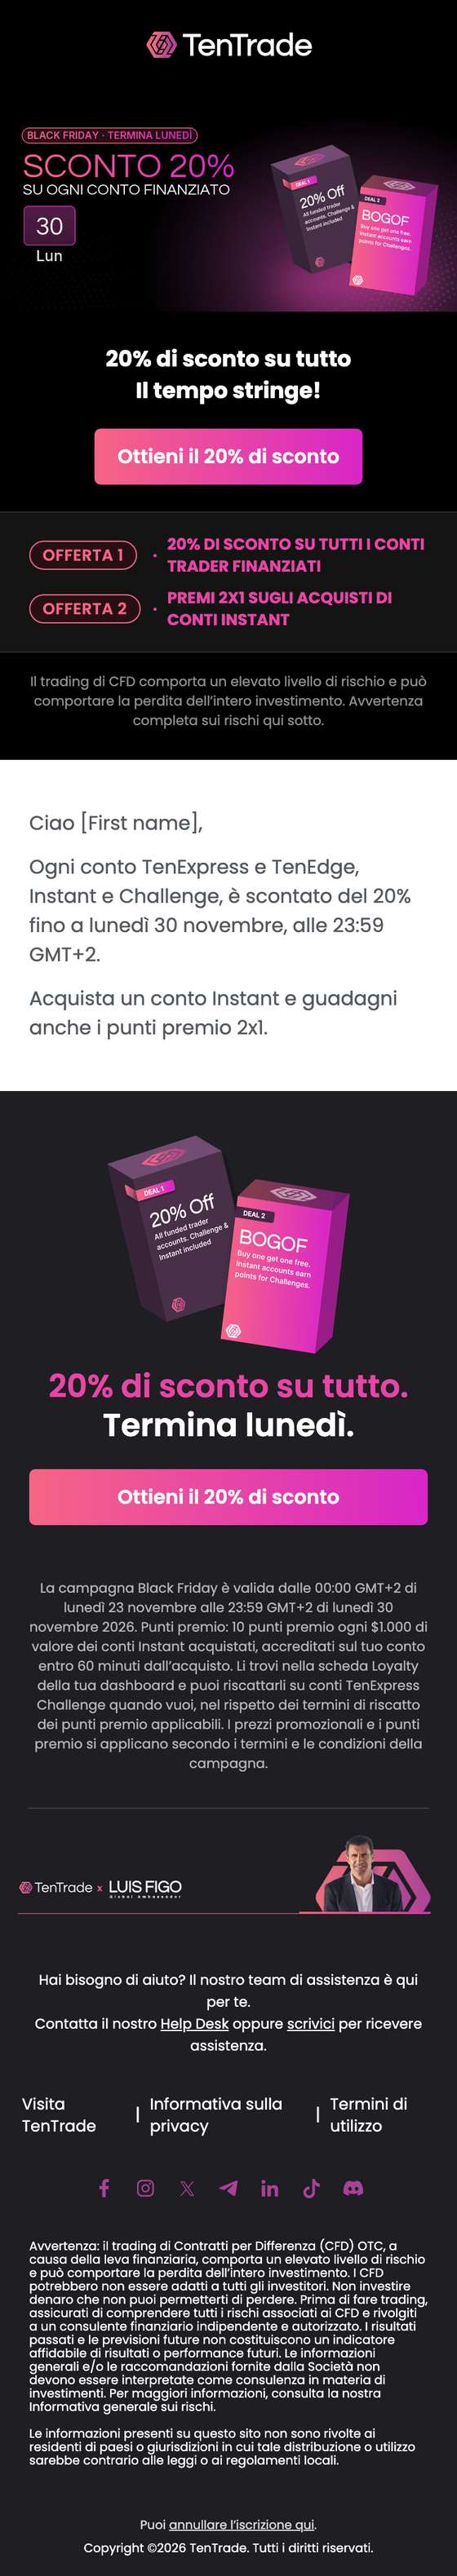 TenTrade
BLACK FRIDAY · TERMINA LUNEDÌ
SCONTO 20%
SU OGNI CONTO FINANZIATO
30
Lun
DEAL 1
20% Off
All funded trader
accounts. Challenge &
Instant included
DEAL 2
BOGOF
Buy one get one free.
Instant accounts earn
points for Challenges.
20% di sconto su tutto
Il tempo stringe!
Ottieni il 20% di sconto
OFFERTA 1 · 20% DI SCONTO SU TUTTI I CONTI
TRADER FINANZIATI
OFFERTA 2 · PREMI 2X1 SUGLI ACQUISTI DI
CONTI INSTANT
Il trading di CFD comporta un elevato livello di rischio e può
comportare la perdita dell’intero investimento. Avvertenza
completa sui rischi qui sotto.
Ciao [First name],
Ogni conto TenExpress e TenEdge,
Instant e Challenge, è scontato del 20%
fino a lunedì 30 novembre, alle 23:59
GMT+2.
Acquista un conto Instant e guadagni
anche i punti premio 2x1.
DEAL 1
20% Off
All funded trader
accounts. Challenge &
Instant included
DEAL 2
BOGOF
Buy one get one free.
Instant accounts earn
points for Challenges.
20% di sconto su tutto.
Termina lunedì.
Ottieni il 20% di sconto
La campagna Black Friday è valida dalle 00:00 GMT+2 di
lunedì 23 novembre alle 23:59 GMT+2 di lunedì 30
novembre 2026. Punti premio: 10 punti premio ogni $1.000 di
valore dei conti Instant acquistati, accreditati sul tuo conto
entro 60 minuti dall’acquisto. Li trovi nella scheda Loyalty
della tua dashboard e puoi riscattarli su conti TenExpress
Challenge quando vuoi, nel rispetto dei termini di riscatto
dei punti premio applicabili. I prezzi promozionali e i punti
premio si applicano secondo i termini e le condizioni della
campagna.
TenTrade x LUIS FIGO
Global Ambassador
Hai bisogno di aiuto? Il nostro team di assistenza è qui
per te.
Contatta il nostro Help Desk oppure scrivici per ricevere
assistenza.
Visita
TenTrade
|
Informativa sulla
privacy
|
Termini di
utilizzo
Avvertenza: il trading di Contratti per Differenza (CFD) OTC, a
causa della leva finanziaria, comporta un elevato livello di rischio
e può comportare la perdita dell’intero investimento. I CFD
potrebbero non essere adatti a tutti gli investitori. Non investire
denaro che non puoi permetterti di perdere. Prima di fare trading,
assicurati di comprendere tutti i rischi associati ai CFD e rivolgiti
a un consulente finanziario indipendente e autorizzato. I risultati
passati e le previsioni future non costituiscono un indicatore
affidabile di risultati o performance futuri. Le informazioni
generali e/o le raccomandazioni fornite dalla Società non
devono essere interpretate come consulenza in materia di
investimenti. Per maggiori informazioni, consulta la nostra
Informativa generale sui rischi.
Le informazioni presenti su questo sito non sono rivolte ai
residenti di paesi o giurisdizioni in cui tale distribuzione o utilizzo
sarebbe contrario alle leggi o ai regolamenti locali.
Puoi annullare l’iscrizione qui.
Copyright ©2026 TenTrade. Tutti i diritti riservati.